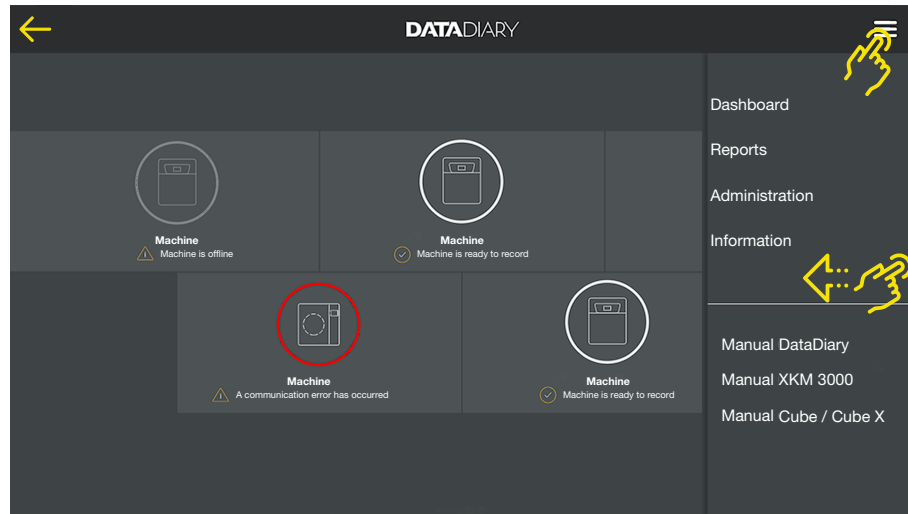 DATADIARY
Dashboard
Reports
Administration
Information
Machine
Machine is offline
Machine
Machine is ready to record
Machine
A communication error has occurred
Machine
Machine is ready to record
Manual DataDiary
Manual XKM 3000
Manual Cube / Cube X